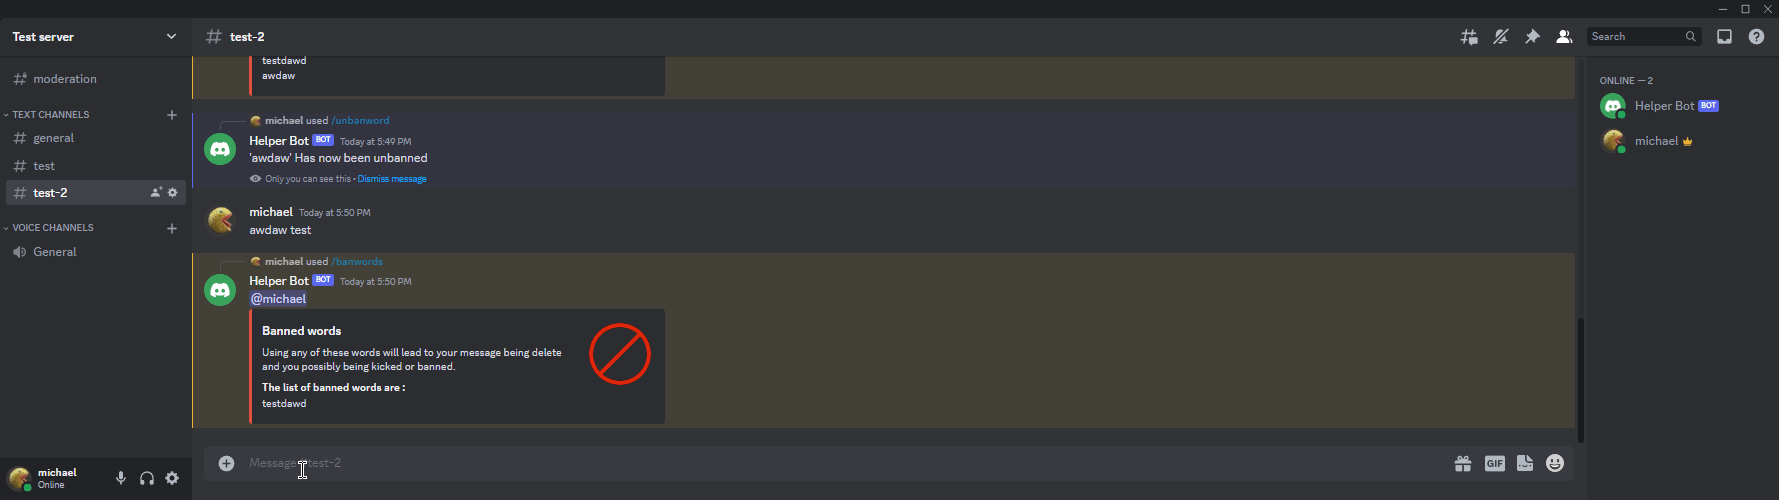 Test server
moderation
TEXT CHANNELS
general
test
test-2
VOICE CHANNELS
General
michael
Online
test-2
Search
testdawd
awdaw
michael used /unbanword
Helper Bot BOT Today at 5:49 PM
'awdaw' Has now been unbanned
Only you can see this • Dismiss message
michael Today at 5:50 PM
awdaw test
michael used /banwords
Helper Bot BOT Today at 5:50 PM
@michael
Banned words
Using any of these words will lead to your message being delete
and you possibly being kicked or banned.
The list of banned words are :
testdawd
Message #test-2
GIF
ONLINE — 2
Helper Bot BOT
michael